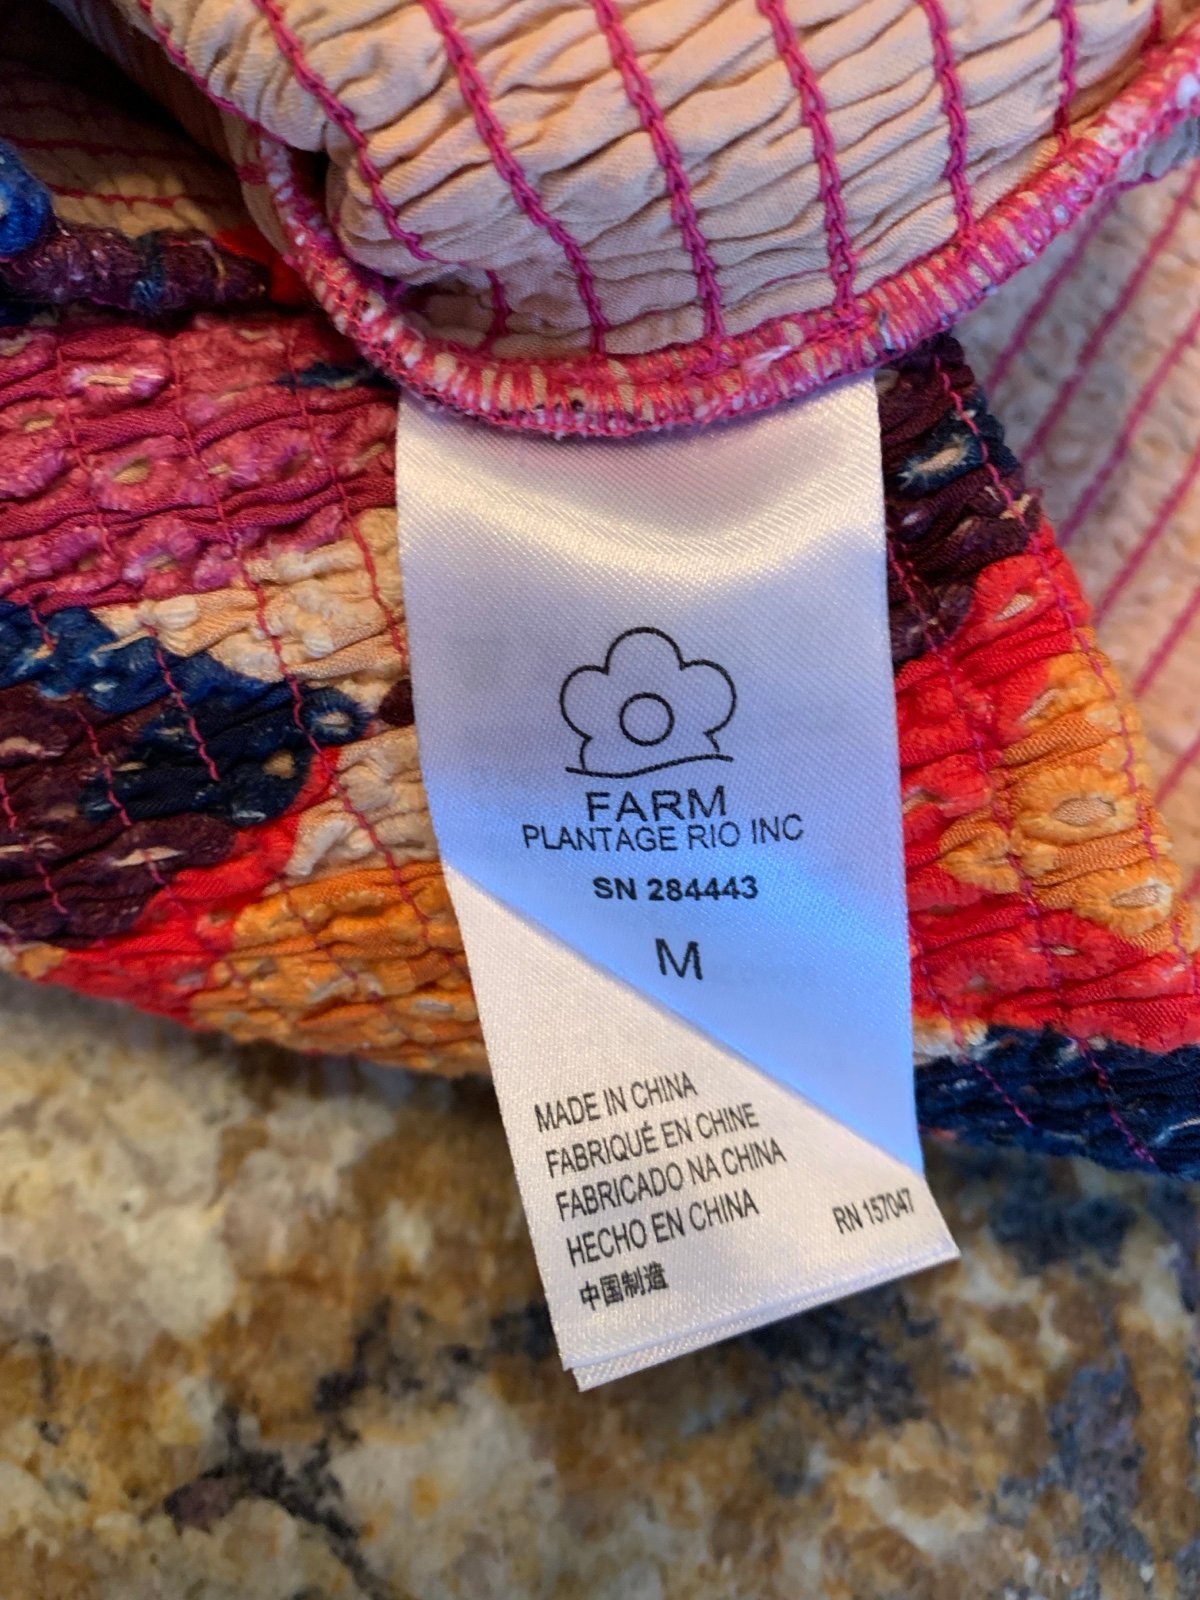 FARM
PLANTAGE RIO INC
SN 284443
M
MADE IN CHINA
FABRIQUÉ EN CHINE
FABRICADO NA CHINA
HECHO EN CHINA
中国制造
RN 157047